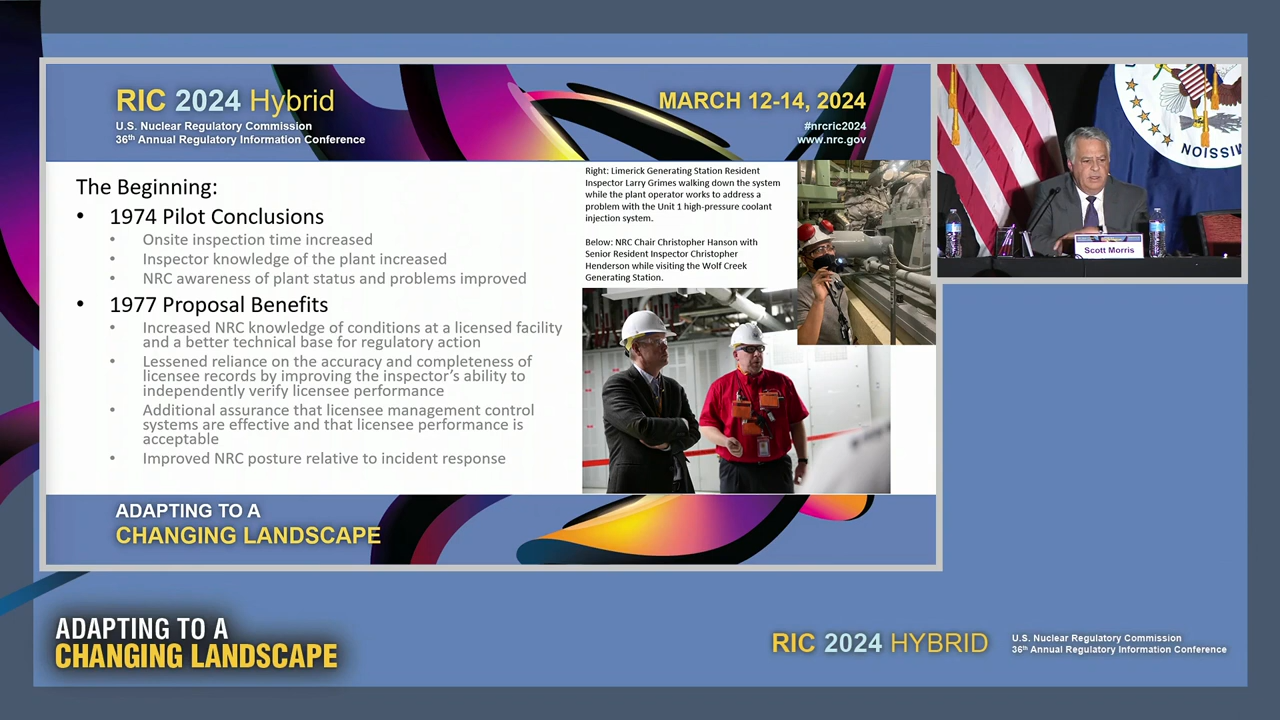 RIC 2024 Hybrid
U.S. Nuclear Regulatory Commission
36th Annual Regulatory Information Conference
MARCH 12-14, 2024
#nrcric2024
www.nrc.gov
The Beginning:
• 1974 Pilot Conclusions
• Onsite inspection time increased
• Inspector knowledge of the plant increased
• NRC awareness of plant status and problems improved
• 1977 Proposal Benefits
• Increased NRC knowledge of conditions at a licensed facility
and a better technical base for regulatory action
• Lessened reliance on the accuracy and completeness of
licensee records by improving the inspector's ability to
independently verify licensee performance
• Additional assurance that licensee management control
systems are effective and that licensee performance is
acceptable
• Improved NRC posture relative to incident response
Right: Limerick Generating Station Resident
Inspector Larry Grimes walking down the system
while the plant operator works to address a
problem with the Unit 1 high-pressure coolant
injection system.
Below: NRC Chair Christopher Hanson with
Senior Resident Inspector Christopher
Henderson while visiting the Wolf Creek
Generating Station.
ADAPTING TO A
CHANGING LANDSCAPE
Scott Morris
ADAPTING TO A
CHANGING LANDSCAPE
RIC 2024 HYBRID
U.S. Nuclear Regulatory Commission
36th Annual Regulatory Information Conference